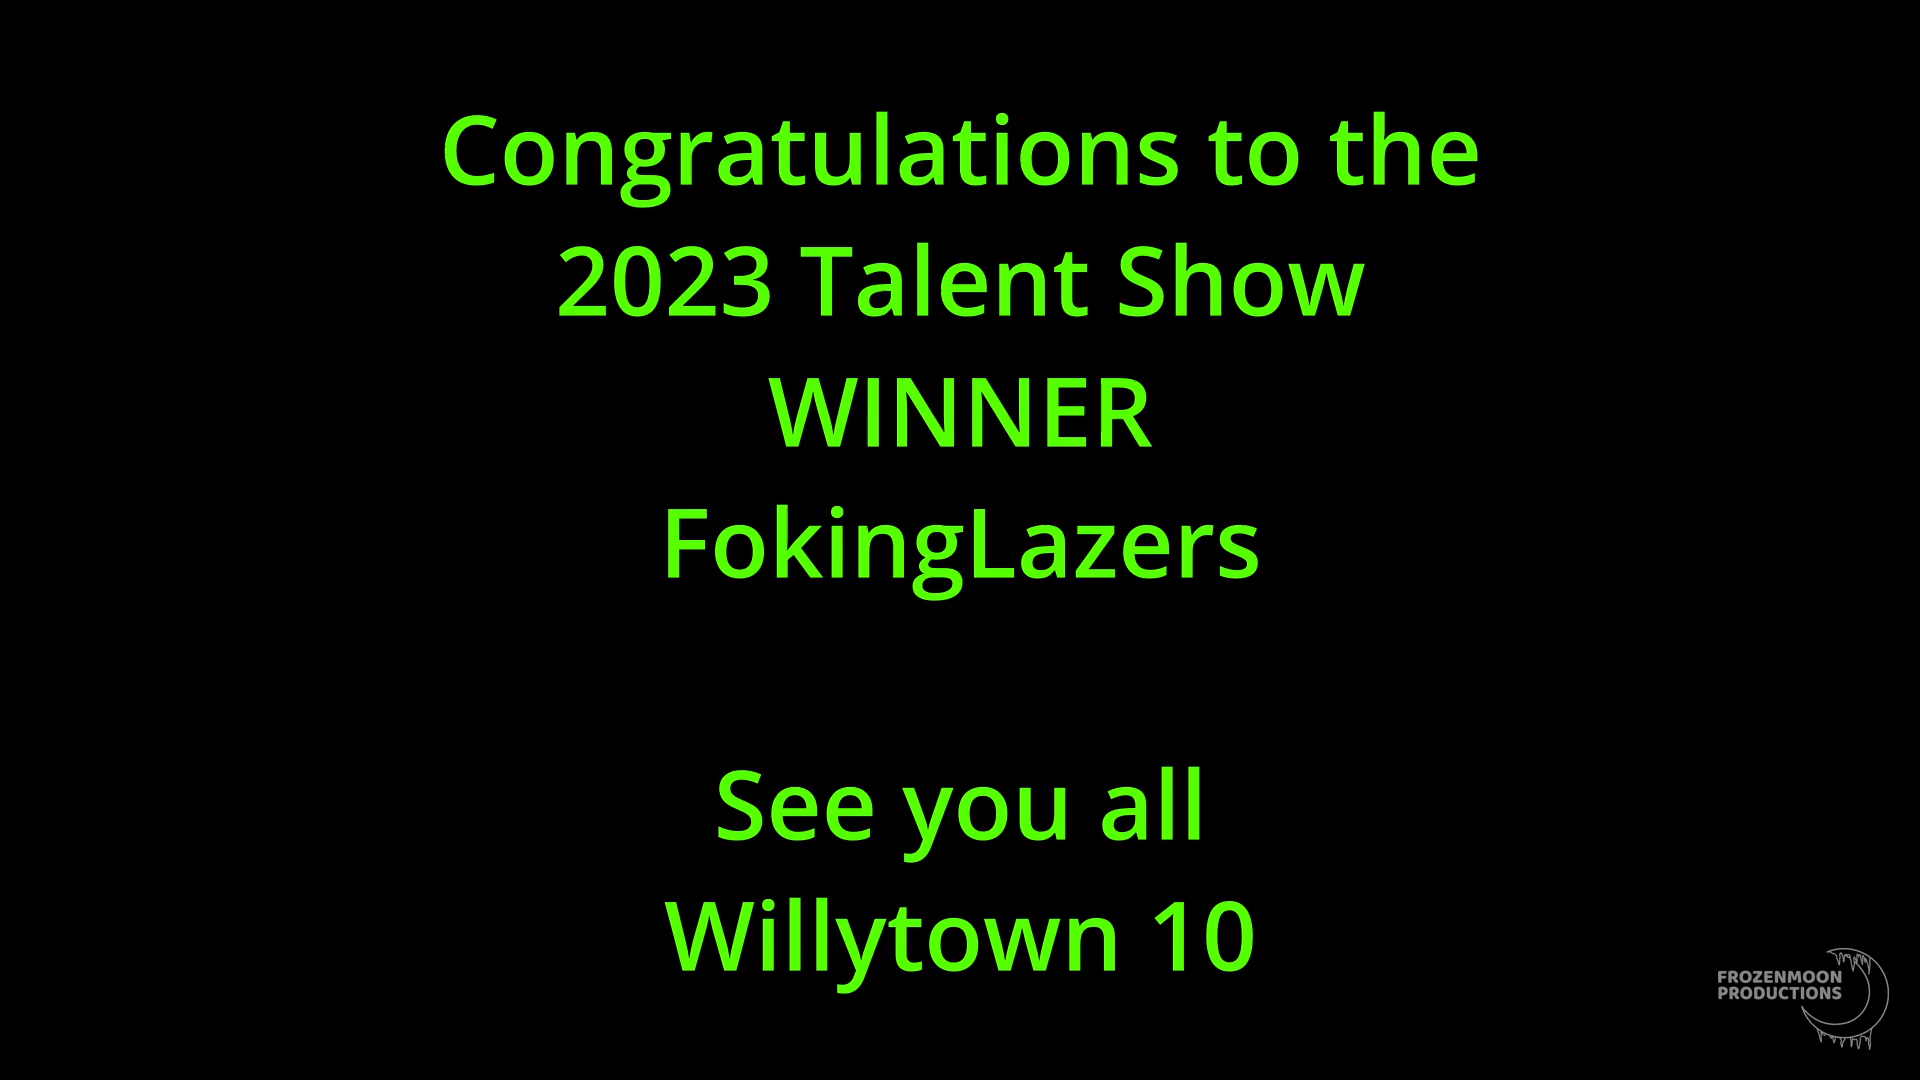 Congratulations to the
2023 Talent Show
WINNER
FokingLazers
See you all
Willytown 10
FROZENMOON
PRODUCTIONS